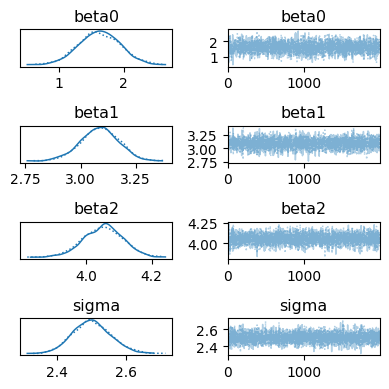 beta0 beta0
2
1
1 2 0 1000
beta1 beta1
3.25
3.00
2.75
2.75 3.00 3.25 0 1000
beta2 beta2
4.25
4.00
4.0 4.2 0 1000
sigma sigma
2.6
2.4
2.4 2.6 0 1000